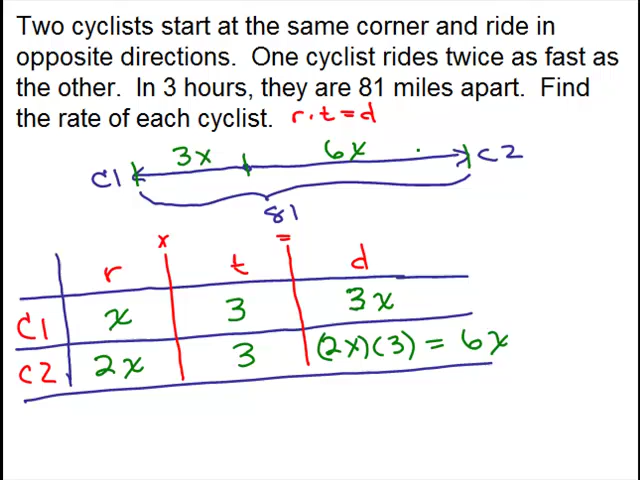 Two cyclists start at the same corner and ride in
opposite directions.  One cyclist rides twice as fast as
the other.  In 3 hours, they are 81 miles apart.  Find
the rate of each cyclist. r · t = d
3x 6x
C1 C2
81
x =
r t d
C1 x 3 3x
C2 2x 3 (2x)(3) = 6x